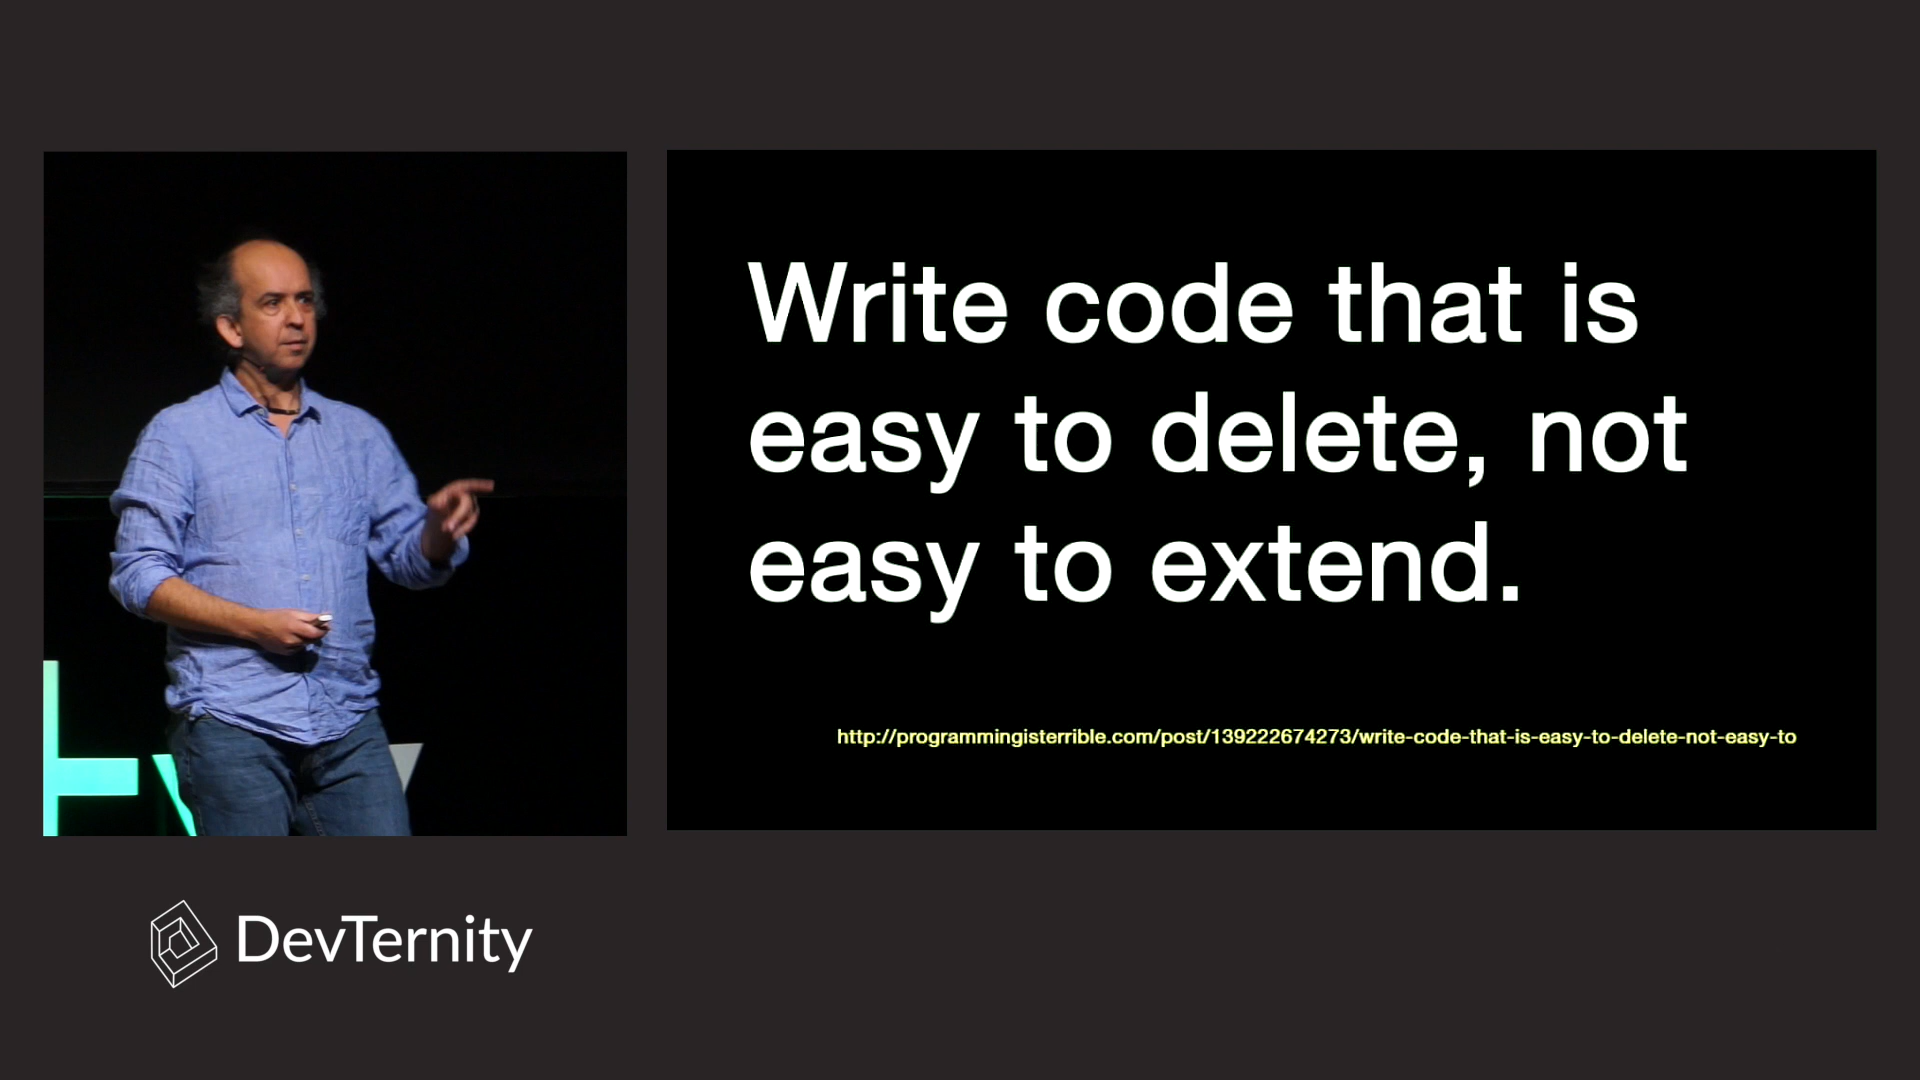 Write code that is
easy to delete, not
easy to extend.
http://programmingisterrible.com/post/139222674273/write-code-that-is-easy-to-delete-not-easy-to
DevTernity